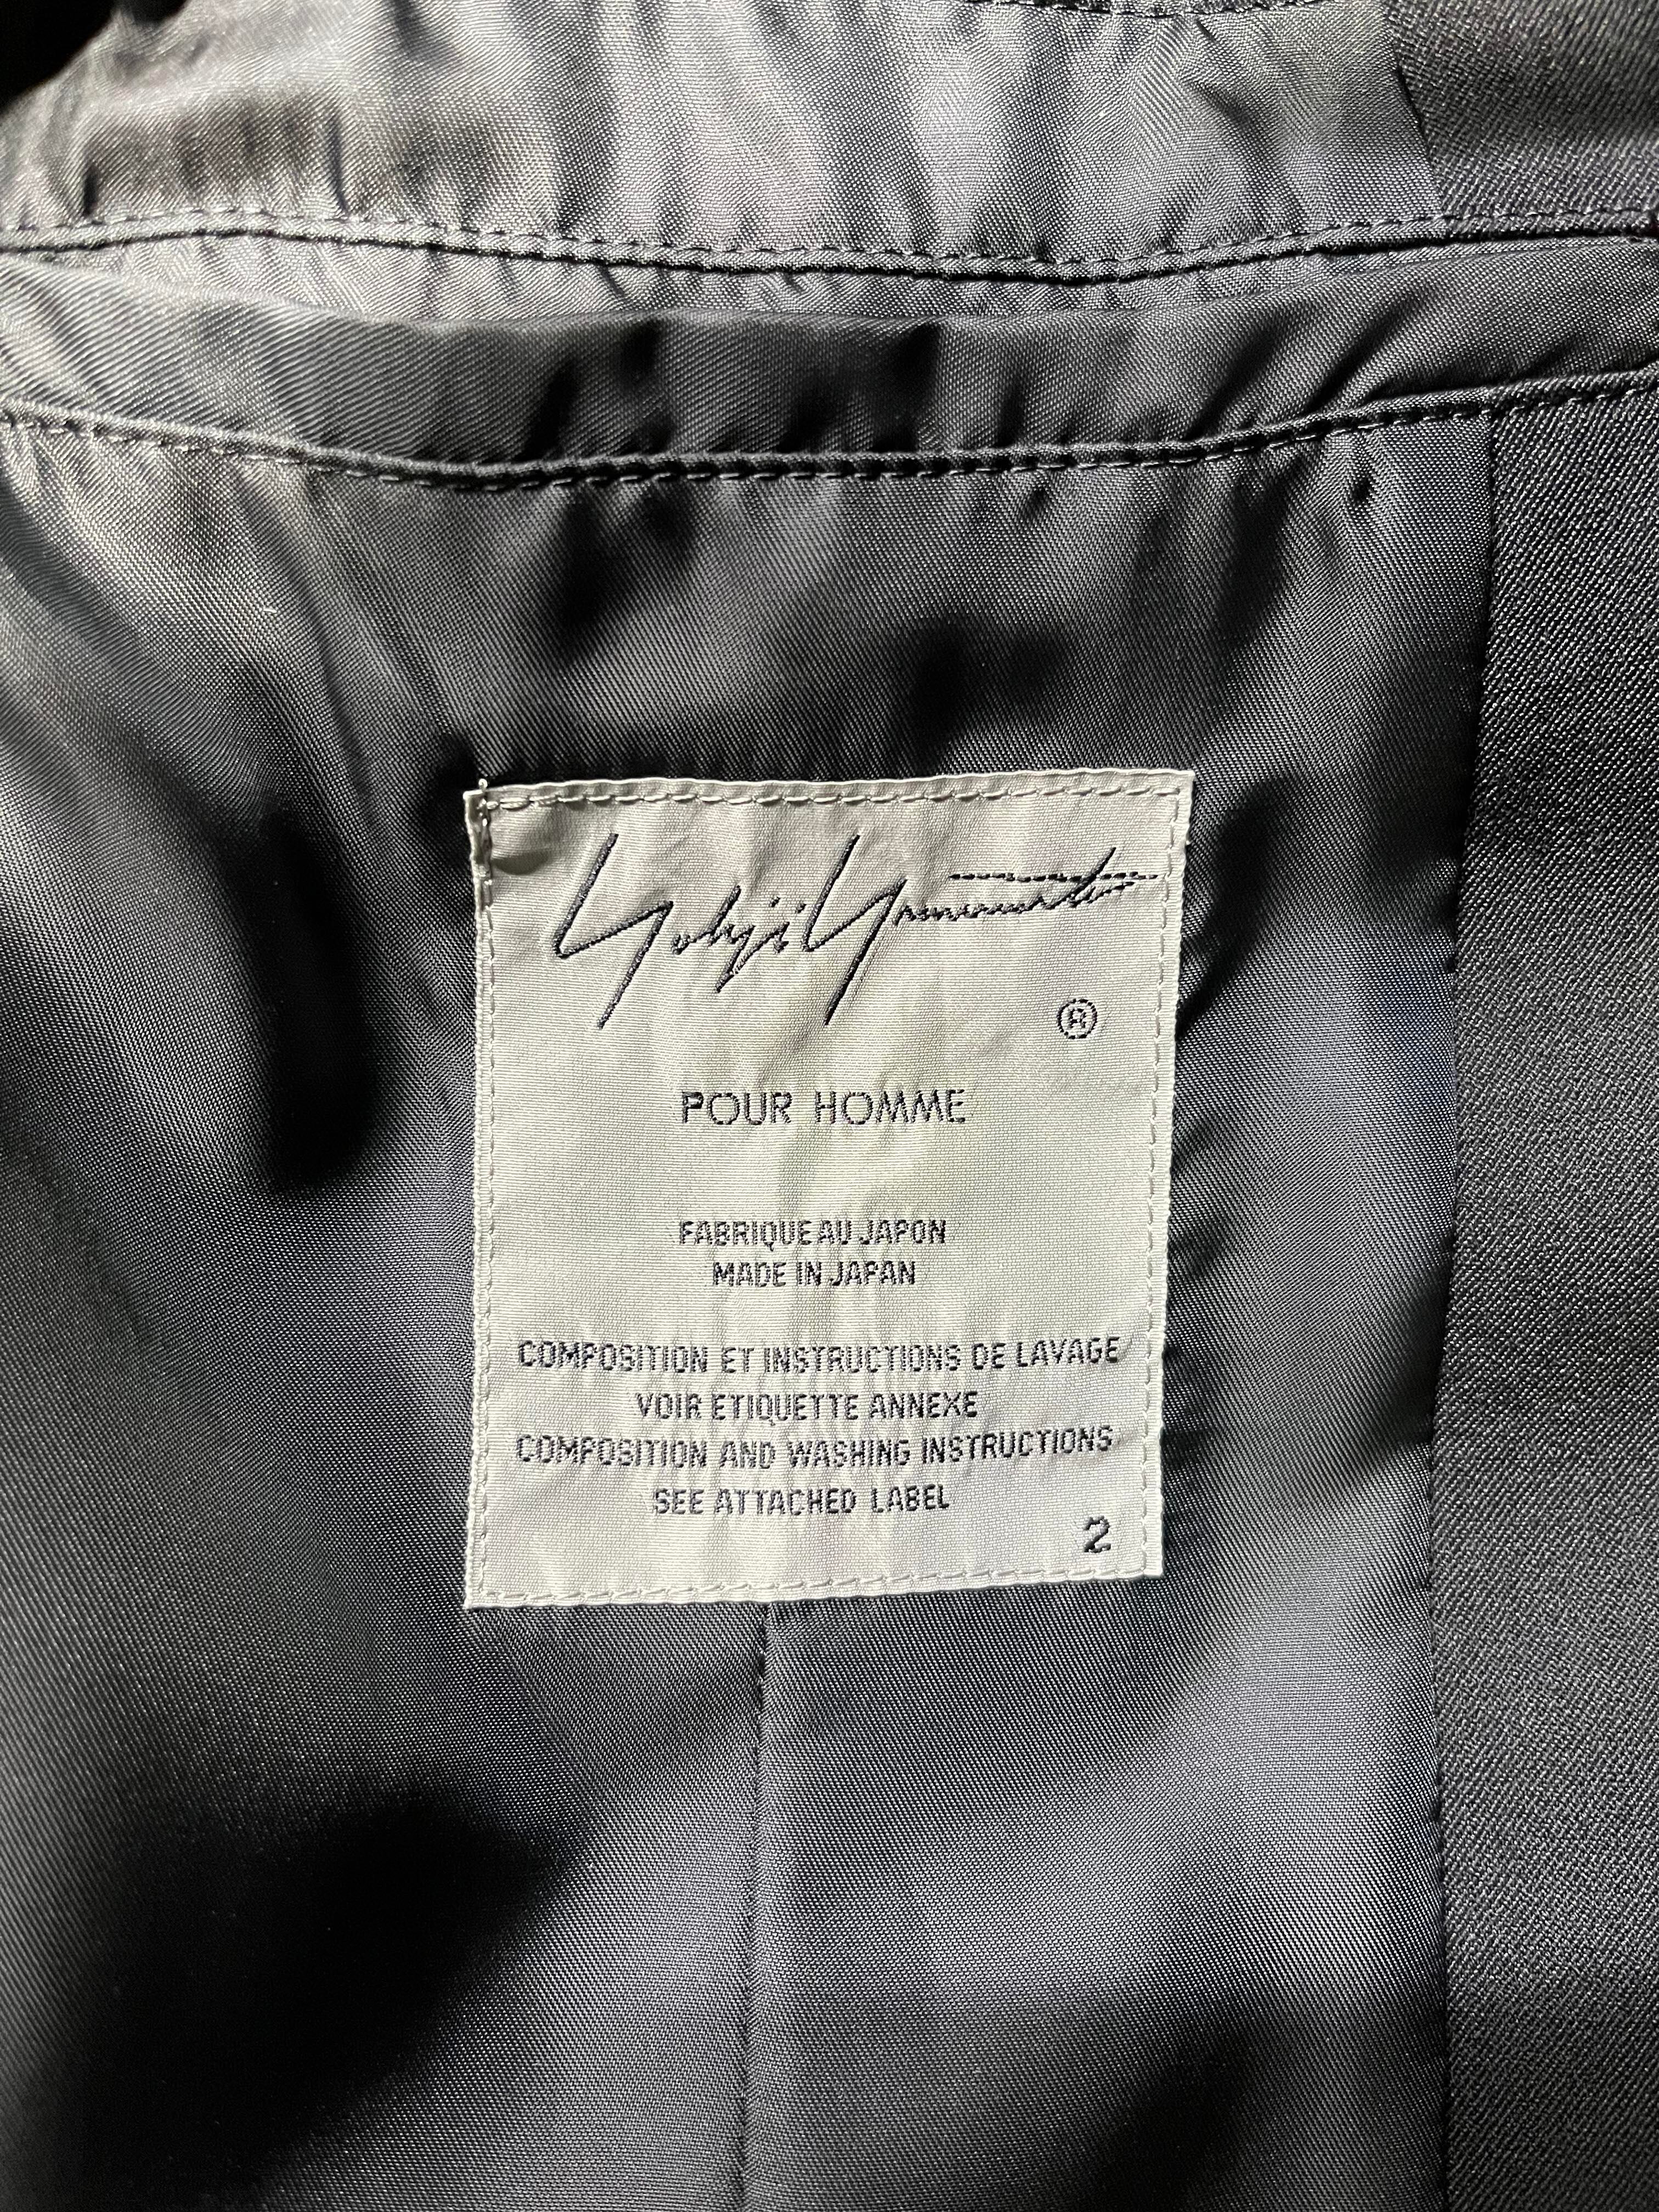 Yohji Yamamoto
®
POUR HOMME
FABRIQUE AU JAPON
MADE IN JAPAN
COMPOSITION ET INSTRUCTIONS DE LAVAGE
VOIR ETIQUETTE ANNEXE
COMPOSITION AND WASHING INSTRUCTIONS
SEE ATTACHED LABEL
2